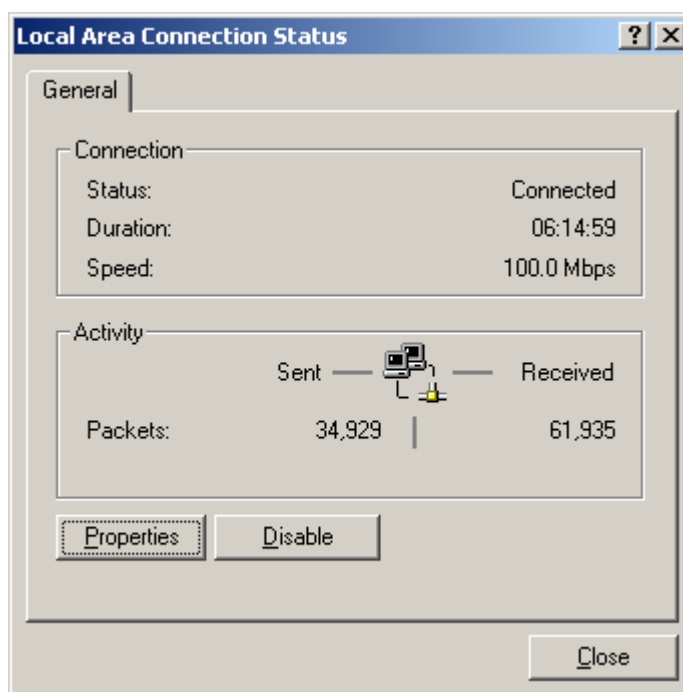 Local Area Connection Status
General
Connection
Status: Connected
Duration: 06:14:59
Speed: 100.0 Mbps
Activity
Sent Received
Packets: 34,929 61,935
Properties Disable
Close